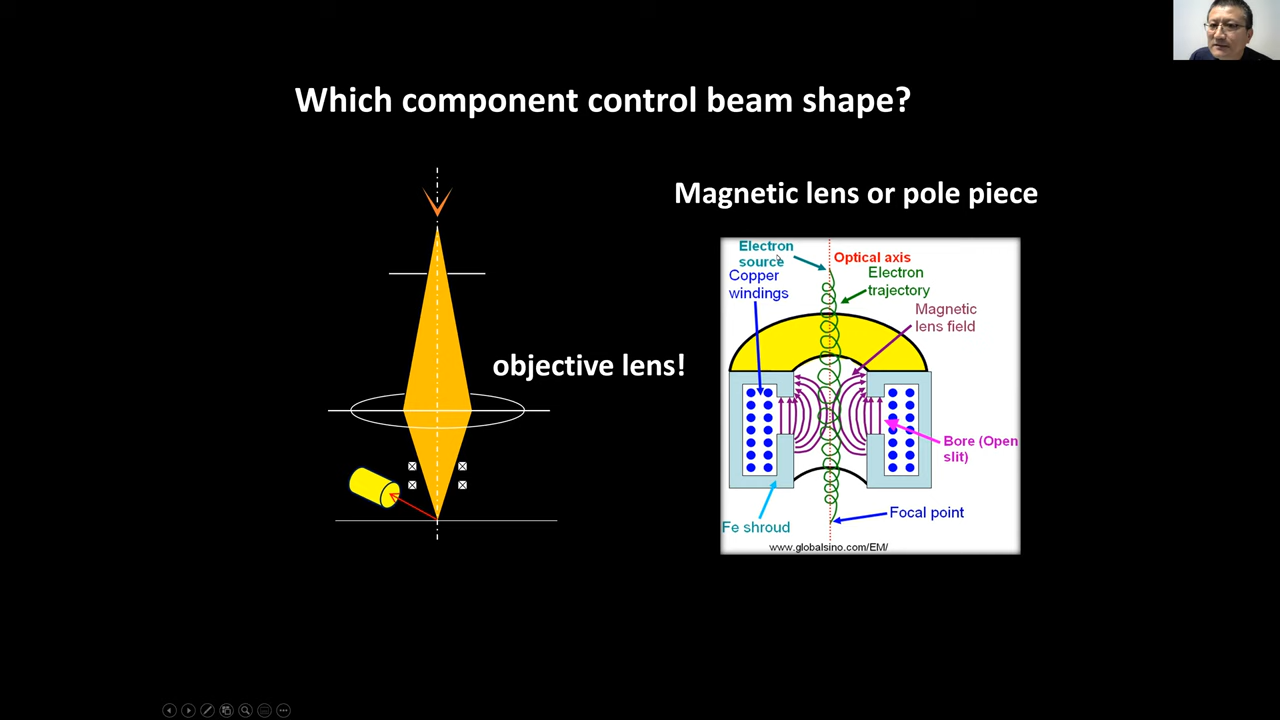 Which component control beam shape?
Magnetic lens or pole piece
objective lens!
Electron
source
Optical axis
Copper
windings
Electron
trajectory
Magnetic
lens field
Bore (Open
slit)
Focal point
Fe shroud
www.globalsino.com/EM/